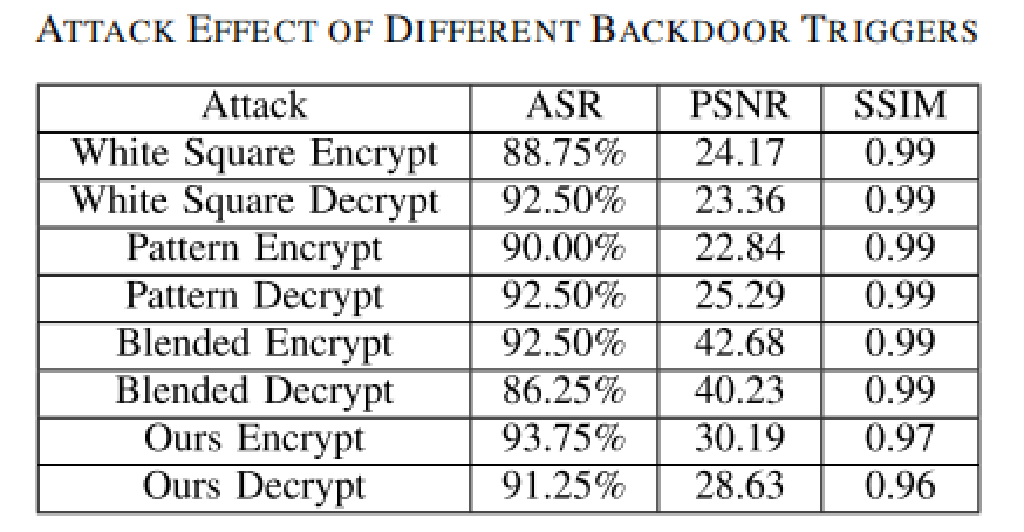 ATTACK EFFECT OF DIFFERENT BACKDOOR TRIGGERS
Attack ASR PSNR SSIM
White Square Encrypt 88.75% 24.17 0.99
White Square Decrypt 92.50% 23.36 0.99
Pattern Encrypt 90.00% 22.84 0.99
Pattern Decrypt 92.50% 25.29 0.99
Blended Encrypt 92.50% 42.68 0.99
Blended Decrypt 86.25% 40.23 0.99
Ours Encrypt 93.75% 30.19 0.97
Ours Decrypt 91.25% 28.63 0.96